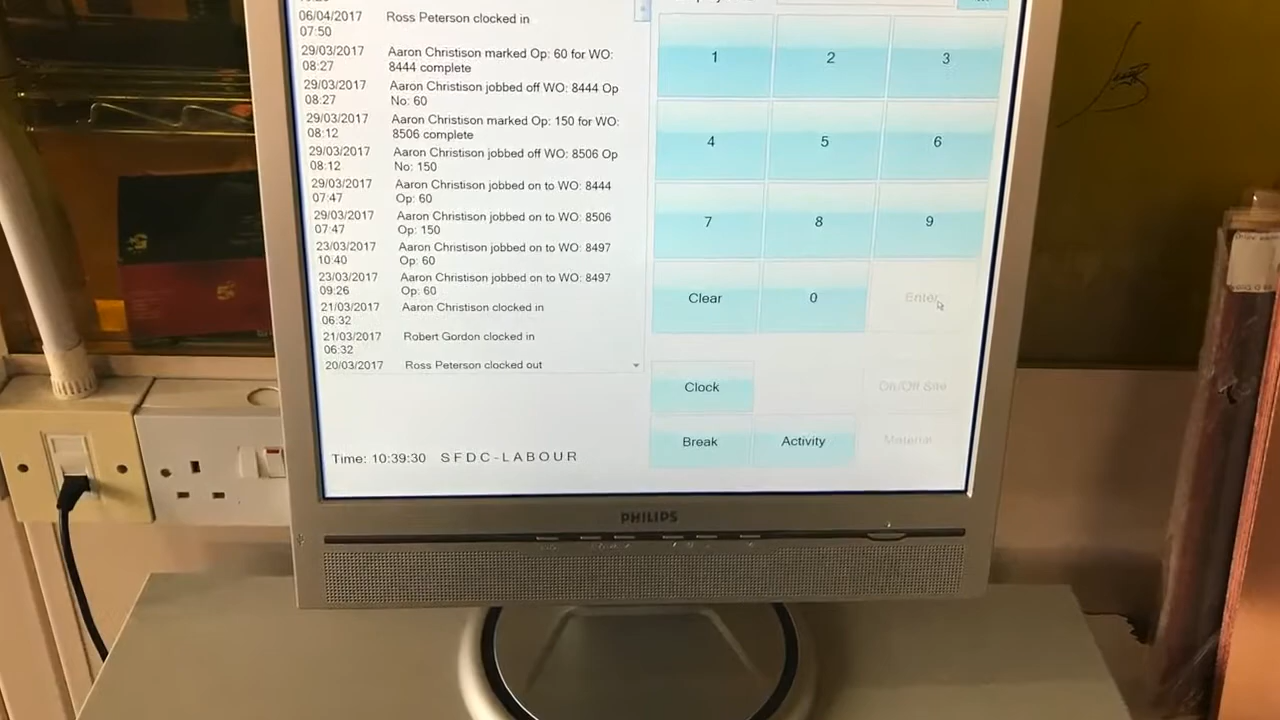 06/04/2017 Ross Peterson clocked in
07:50
29/03/2017 Aaron Christison marked Op: 60 for WO:
08:27 8444 complete
29/03/2017 Aaron Christison jobbed off WO: 8444 Op
08:27 No: 60
29/03/2017 Aaron Christison marked Op: 150 for WO:
08:12 8506 complete
29/03/2017 Aaron Christison jobbed off WO: 8506 Op
08:12 No: 150
29/03/2017 Aaron Christison jobbed on to WO: 8444
07:47 Op: 60
29/03/2017 Aaron Christison jobbed on to WO: 8506
07:47 Op: 150
23/03/2017 Aaron Christison jobbed on to WO: 8497
10:40 Op: 60
23/03/2017 Aaron Christison jobbed on to WO: 8497
09:26 Op: 60
21/03/2017 Aaron Christison clocked in
06:32
21/03/2017 Robert Gordon clocked in
06:32
20/03/2017 Ross Peterson clocked out
Time: 10:39:30 SFDC-LABOUR
1 2 3
4 5 6
7 8 9
Clear 0 Enter
Clock On/Off Site
Break Activity Material
PHILIPS